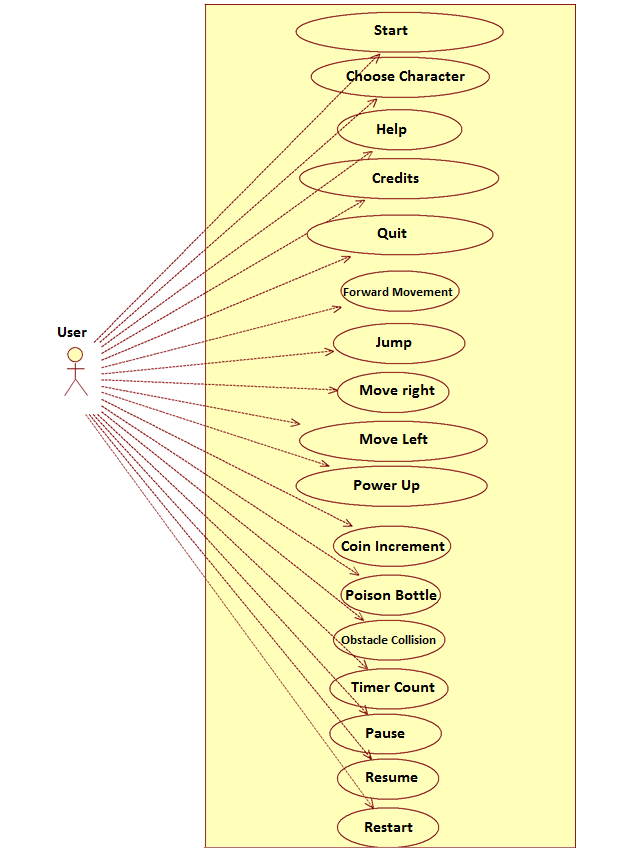 Start
Choose Character
Help
Credits
Quit
Forward Movement
User
Jump
Move right
Move Left
Power Up
Coin Increment
Poison Bottle
Obstacle Collision
Timer Count
Pause
Resume
Restart